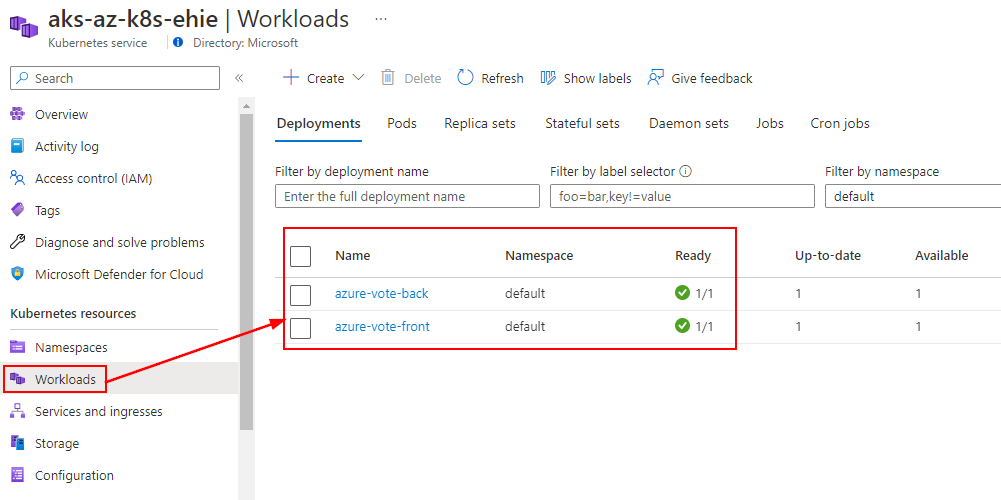 aks-az-k8s-ehie | Workloads ...
Kubernetes service
Directory: Microsoft
Search
Overview
Activity log
Access control (IAM)
Tags
Diagnose and solve problems
Microsoft Defender for Cloud
Kubernetes resources
Namespaces
Workloads
Services and ingresses
Storage
Configuration
Create
Delete
Refresh
Show labels
Give feedback
Deployments Pods Replica sets Stateful sets Daemon sets Jobs Cron jobs
Filter by deployment name
Enter the full deployment name
Filter by label selector
foo=bar,key!=value
Filter by namespace
default
Name Namespace Ready Up-to-date Available
azure-vote-back default 1/1 1 1
azure-vote-front default 1/1 1 1